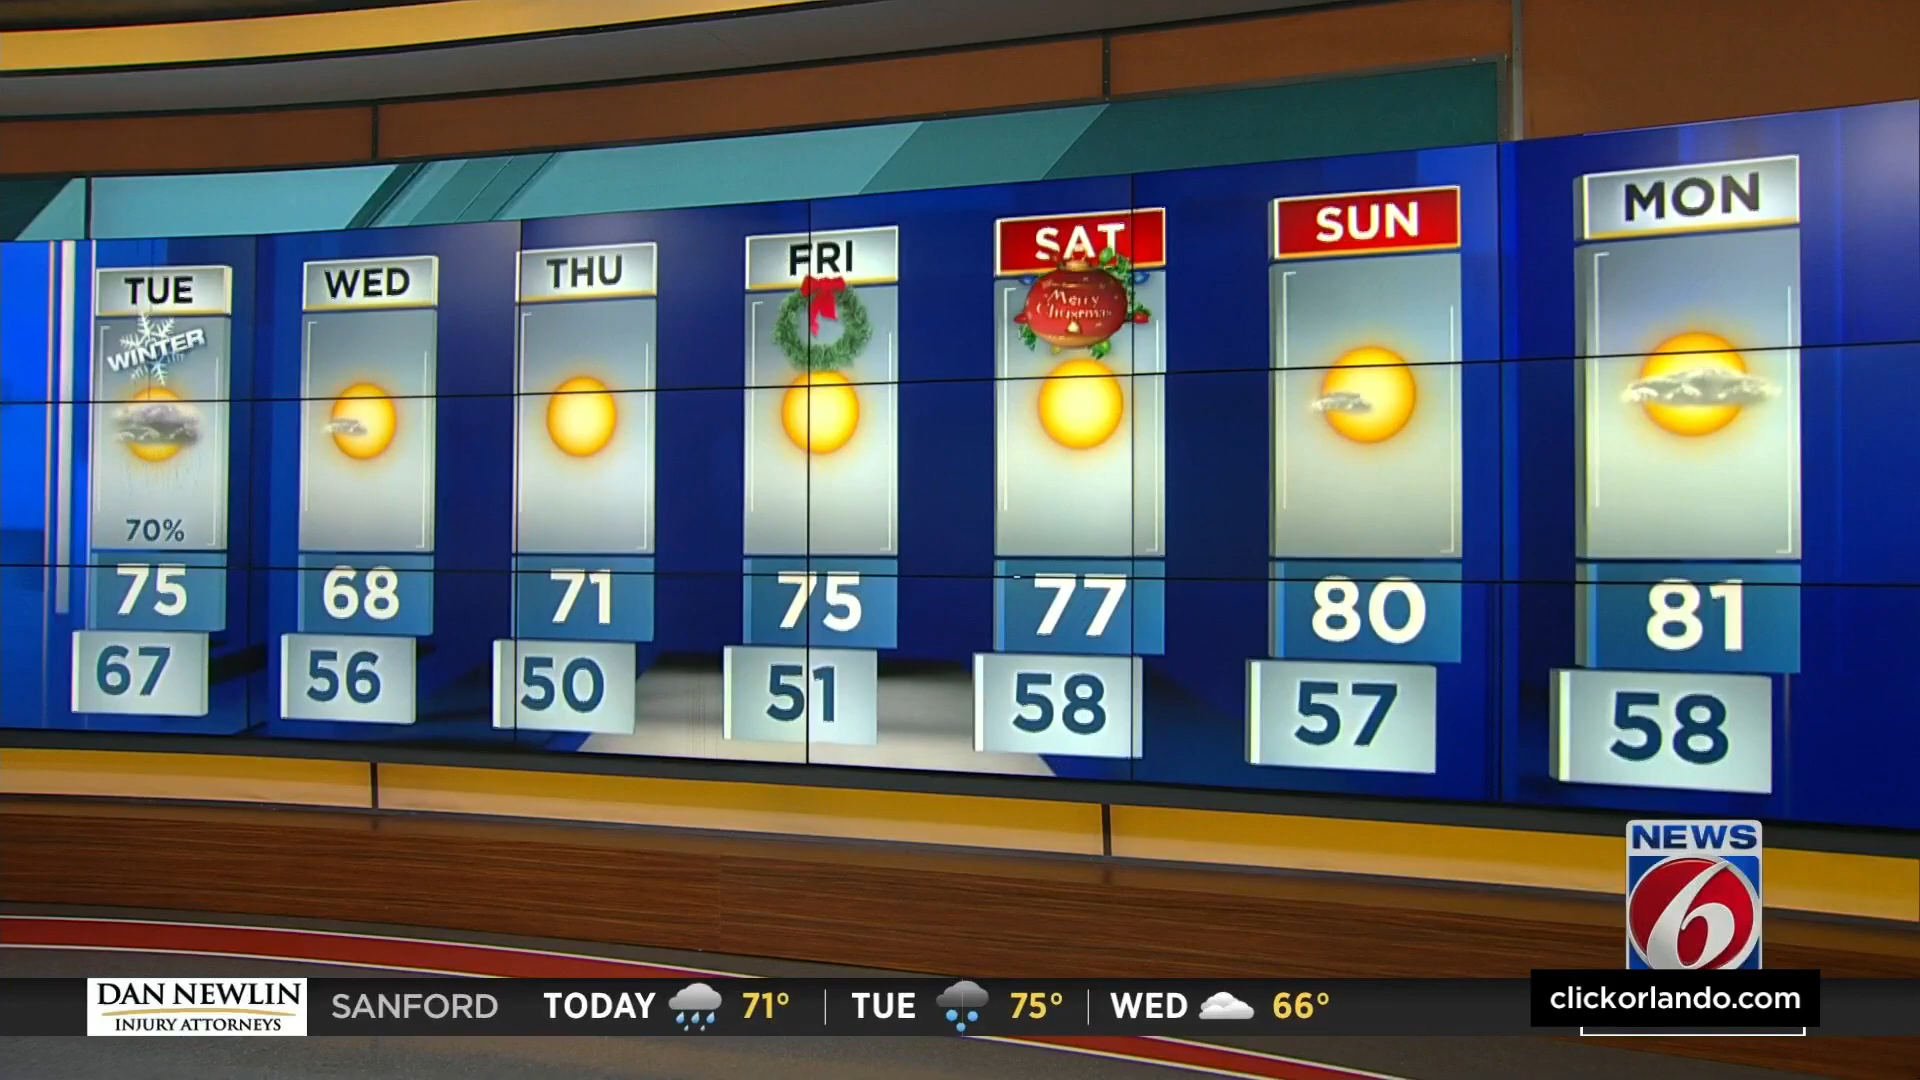 TUE
WED
THU
FRI
SAT
SUN
MON
WINTER
Merry
Christmas
70%
75
68
71
75
77
80
81
67
56
50
51
58
57
58
NEWS
6
clickorlando.com
DAN NEWLIN
INJURY ATTORNEYS
SANFORD TODAY 71° TUE 75° WED 66°